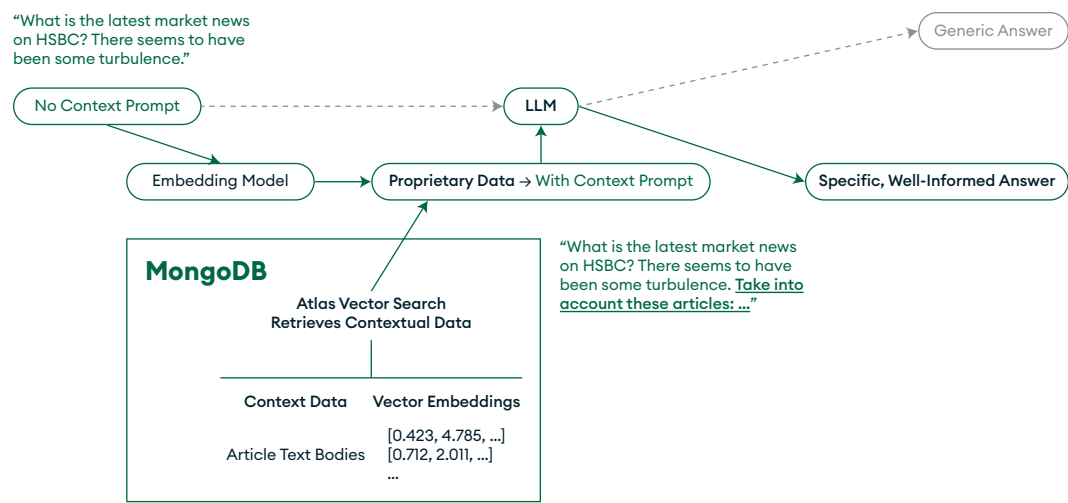 “What is the latest market news
on HSBC? There seems to have
been some turbulence.”
Generic Answer
No Context Prompt
LLM
Embedding Model
Proprietary Data → With Context Prompt
Specific, Well-Informed Answer
MongoDB
Atlas Vector Search
Retrieves Contextual Data
Context Data
Vector Embeddings
Article Text Bodies
[0.423, 4.785, ...]
[0.712, 2.011, ...]
...
“What is the latest market news
on HSBC? There seems to have
been some turbulence. Take into
account these articles: ...”